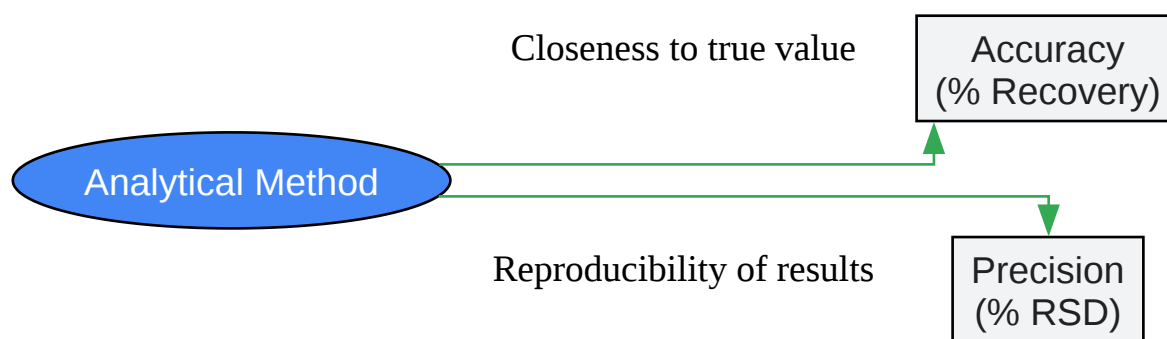 Closeness to true value
Accuracy
(% Recovery)
Analytical Method
Reproducibility of results
Precision
(% RSD)